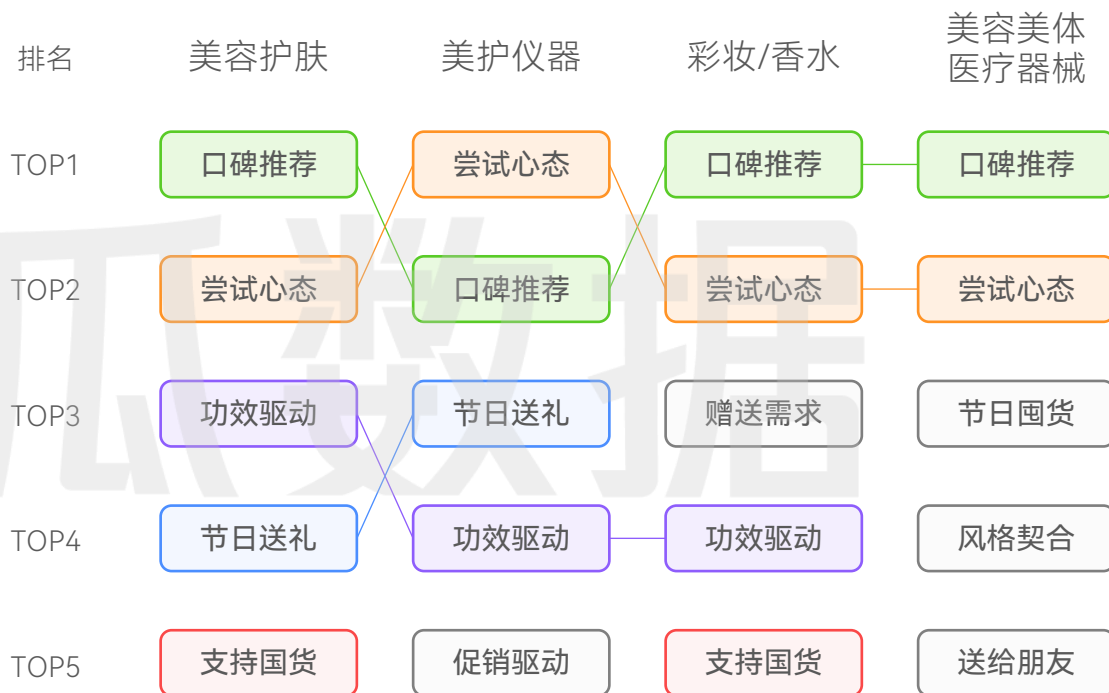 排名 美容护肤 美护仪器 彩妆/香水 美容美体
医疗器械
TOP1 口碑推荐 尝试心态 口碑推荐 口碑推荐
TOP2 尝试心态 口碑推荐 尝试心态 尝试心态
TOP3 功效驱动 节日送礼 赠送需求 节日囤货
TOP4 节日送礼 功效驱动 功效驱动 风格契合
TOP5 支持国货 促销驱动 支持国货 送给朋友
瓜数据